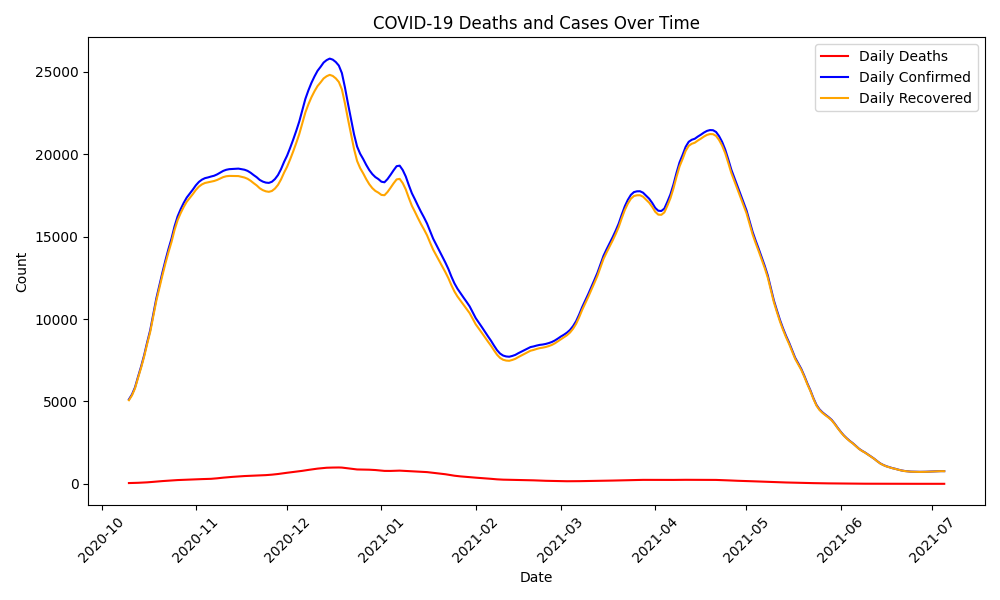 COVID-19 Deaths and Cases Over Time
Daily Deaths
Daily Confirmed
Daily Recovered
Count
25000
20000
15000
10000
5000
0
2020-10
2020-11
2020-12
2021-01
2021-02
2021-03
2021-04
2021-05
2021-06
2021-07
Date